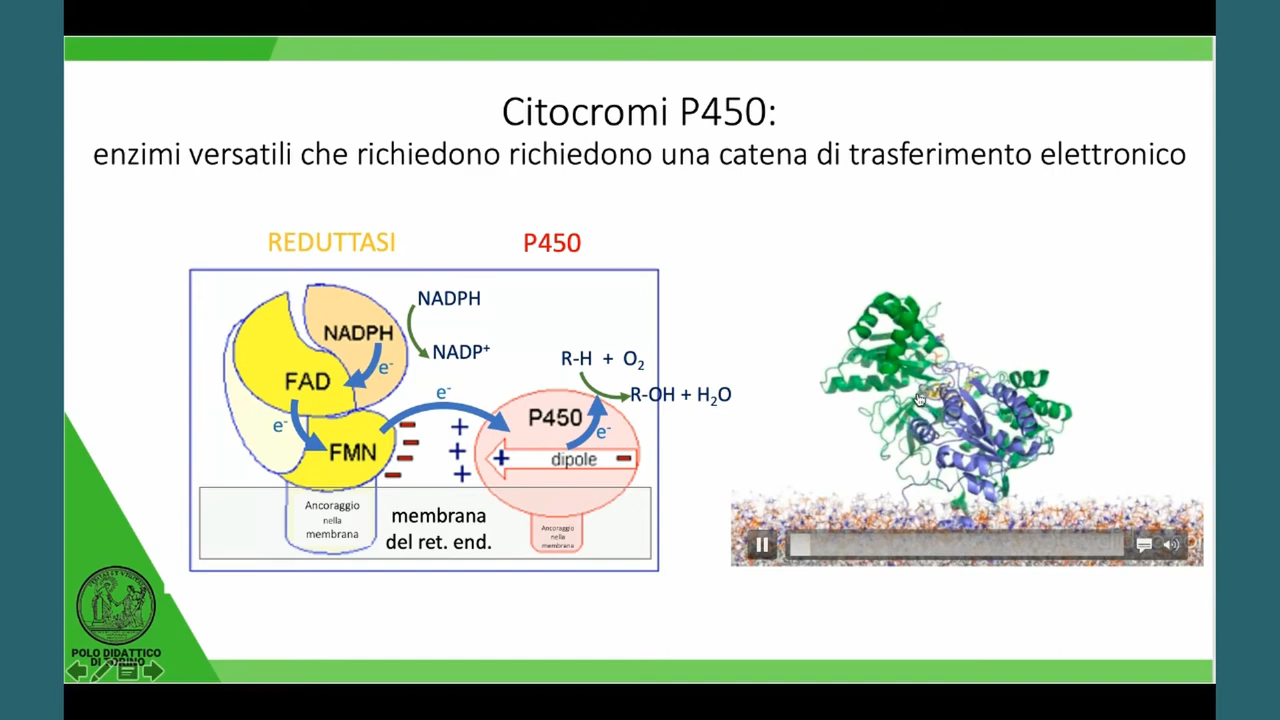 Citocromi P450:
enzimi versatili che richiedono richiedono una catena di trasferimento elettronico
REDUTTASI
P450
NADPH
NADPH
NADP⁺
e⁻
FAD
e⁻
FMN
e⁻
R-H + O₂
R-OH + H₂O
P450
e⁻
+
+
+
+
dipole
Ancoraggio
nella
membrana
membrana
del ret. end.
Ancoraggio
nella
membrana
POLO DIDATTICO
DI TORINO